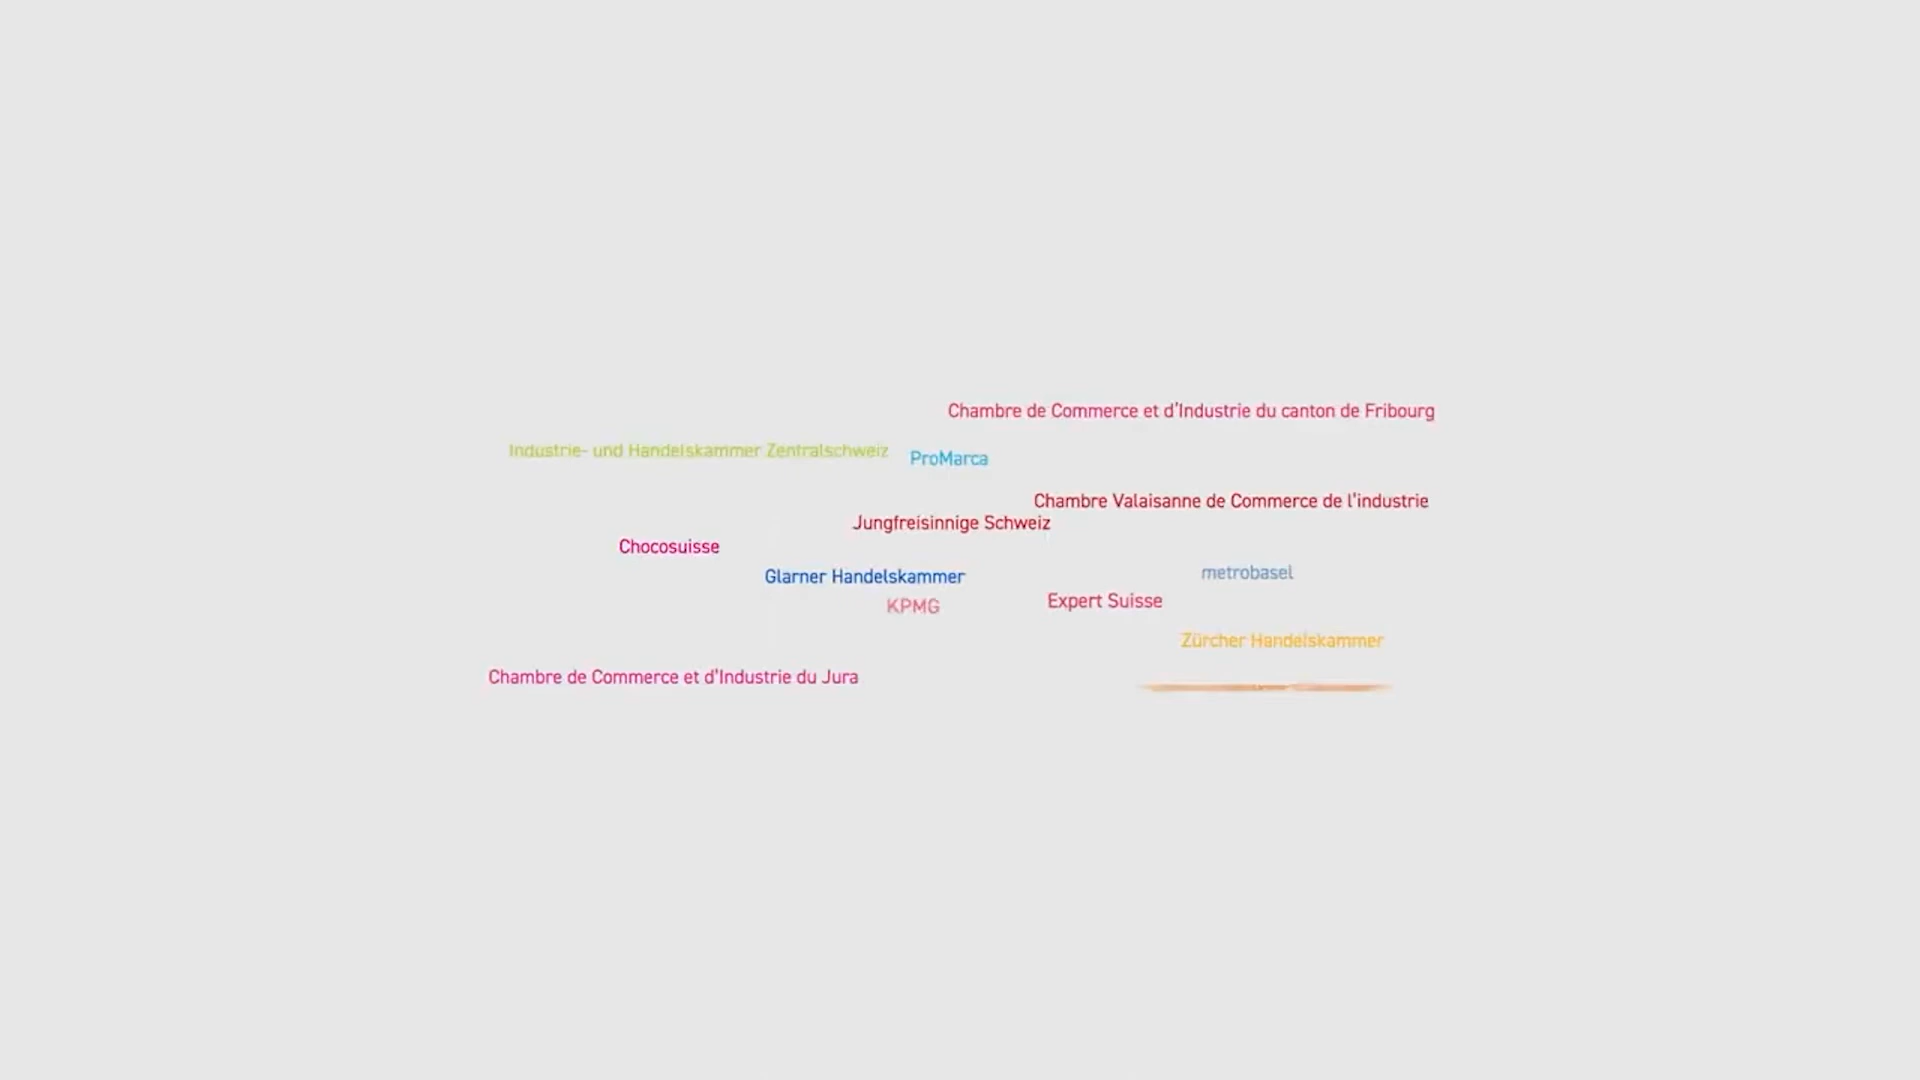 Chambre de Commerce et d'Industrie du canton de Fribourg
Industrie- und Handelskammer Zentralschweiz
ProMarca
Chambre Valaisanne de Commerce de l'industrie
Jungfreisinnige Schweiz
Chocosuisse
metrobasel
Glarner Handelskammer
Expert Suisse
KPMG
Zürcher Handelskammer
Chambre de Commerce et d'Industrie du Jura